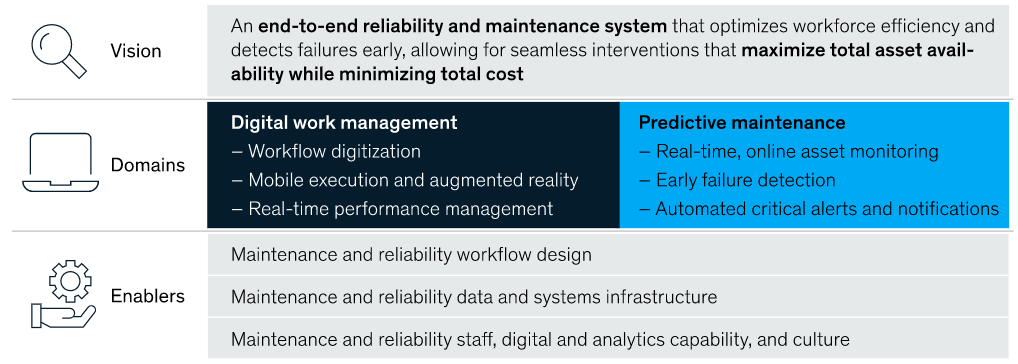 Vision
An end-to-end reliability and maintenance system that optimizes workforce efficiency and
detects failures early, allowing for seamless interventions that maximize total asset avail-
ability while minimizing total cost
Domains
Digital work management
– Workflow digitization
– Mobile execution and augmented reality
– Real-time performance management
Predictive maintenance
– Real-time, online asset monitoring
– Early failure detection
– Automated critical alerts and notifications
Enablers
Maintenance and reliability workflow design
Maintenance and reliability data and systems infrastructure
Maintenance and reliability staff, digital and analytics capability, and culture